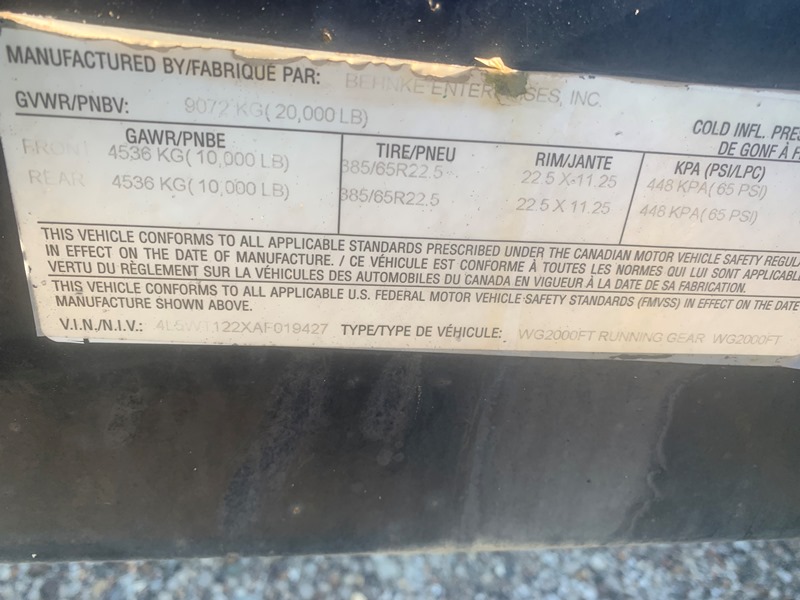 MANUFACTURED BY/FABRIQUÉ PAR: BEHNKE ENTERPRISES, INC.
GVWR/PNBV: 9072 KG( 20,000 LB)
COLD INFL. PRES
DE GONF À F
GAWR/PNBE TIRE/PNEU RIM/JANTE KPA (PSI/LPC)
FRONT 4536 KG( 10,000 LB) 385/65R22.5 22.5 X 11.25 448 KPA( 65 PSI)
REAR 4536 KG( 10,000 LB) 385/65R22.5 22.5 X 11.25 448 KPA( 65 PSI)
THIS VEHICLE CONFORMS TO ALL APPLICABLE STANDARDS PRESCRIBED UNDER THE CANADIAN MOTOR VEHICLE SAFETY REGUL
IN EFFECT ON THE DATE OF MANUFACTURE. / CE VÉHICULE EST CONFORME À TOUTES LES NORMES QUI LUI SONT APPLICABL
VERTU DU RÈGLEMENT SUR LA VÉHICULES DES AUTOMOBILES DU CANADA EN VIGUEUR À LA DATE DE SA FABRICATION.
THIS VEHICLE CONFORMS TO ALL APPLICABLE U.S. FEDERAL MOTOR VEHICLE SAFETY STANDARDS (FMVSS) IN EFFECT ON THE DATE
MANUFACTURE SHOWN ABOVE.
V.I.N./N.I.V.: TYPE/TYPE DE VÉHICULE: WG2000FT RUNNING GEAR WG2000FT